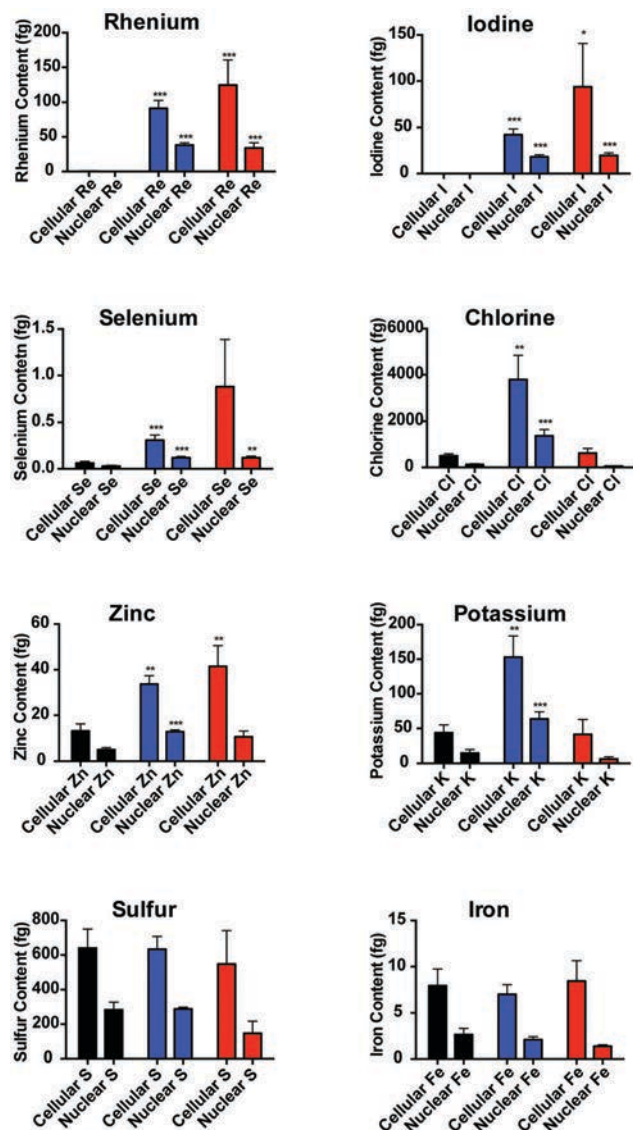 Rhenium
Rhenium Content (fg)
200
150
100
50
0
***
***
***
***
Cellular Re
Nuclear Re
Cellular Re
Nuclear Re
Cellular Re
Nuclear Re
Iodine
Iodine Content (fg)
150
100
50
0
***
***
*
***
Cellular I
Nuclear I
Cellular I
Nuclear I
Cellular I
Nuclear I
Selenium
Selenium Contetn (fg)
1.5
1.0
0.5
0.0
***
***
**
Cellular Se
Nuclear Se
Cellular Se
Nuclear Se
Cellular Se
Nuclear Se
Chlorine
Chlorine Content (fg)
6000
4000
2000
0
**
***
Cellular Cl
Nuclear Cl
Cellular Cl
Nuclear Cl
Cellular Cl
Nuclear Cl
Zinc
Zinc Content (fg)
60
40
20
0
**
***
**
Cellular Zn
Nuclear Zn
Cellular Zn
Nuclear Zn
Cellular Zn
Nuclear Zn
Potassium
Potassium Content (fg)
200
150
100
50
0
**
***
Cellular K
Nuclear K
Cellular K
Nuclear K
Cellular K
Nuclear K
Sulfur
Sulfur Content (fg)
800
600
400
200
0
Cellular S
Nuclear S
Cellular S
Nuclear S
Cellular S
Nuclear S
Iron
Iron Content (fg)
15
10
5
0
Cellular Fe
Nuclear Fe
Cellular Fe
Nuclear Fe
Cellular Fe
Nuclear Fe